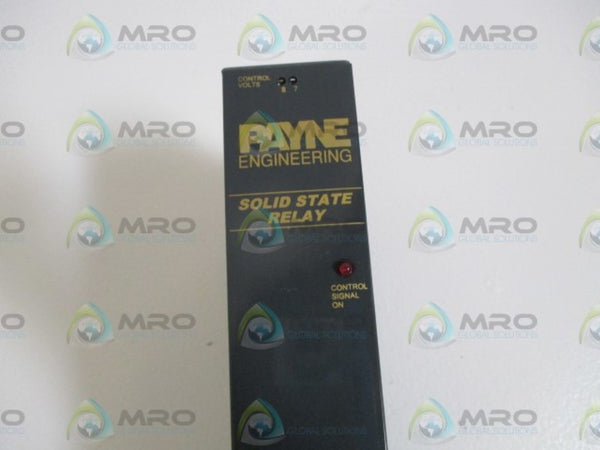 CONTROL
VOLTS
8 7
PAYNE
ENGINEERING
SOLID STATE
RELAY
CONTROL
SIGNAL
ON
MRO
GLOBAL SOLUTIONS